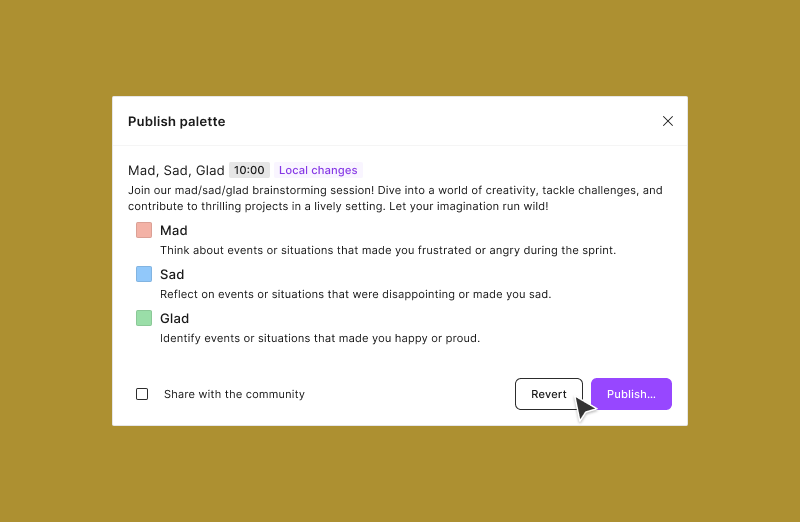 Publish palette
Mad, Sad, Glad 10:00 Local changes
Join our mad/sad/glad brainstorming session! Dive into a world of creativity, tackle challenges, and
contribute to thrilling projects in a lively setting. Let your imagination run wild!
Mad
Think about events or situations that made you frustrated or angry during the sprint.
Sad
Reflect on events or situations that were disappointing or made you sad.
Glad
Identify events or situations that made you happy or proud.
Share with the community Revert Publish...